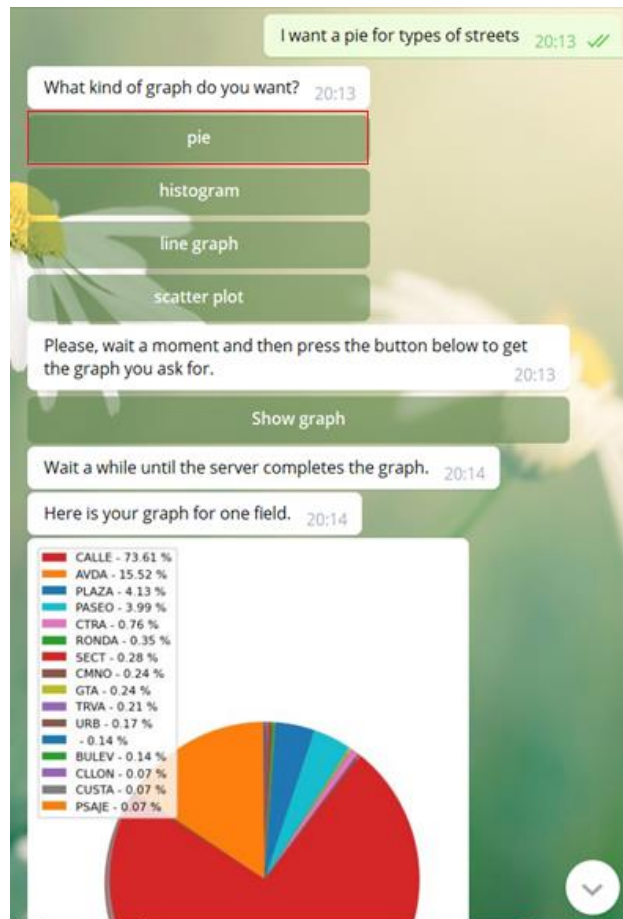 I want a pie for types of streets 20:13
What kind of graph do you want? 20:13
pie
histogram
line graph
scatter plot
Please, wait a moment and then press the button below to get
the graph you ask for. 20:13
Show graph
Wait a while until the server completes the graph. 20:14
Here is your graph for one field. 20:14
CALLE - 73.61 %
AVDA - 15.52 %
PLAZA - 4.13 %
PASEO - 3.99 %
CTRA - 0.76 %
RONDA - 0.35 %
SECT - 0.28 %
CMNO - 0.24 %
GTA - 0.24 %
TRVA - 0.21 %
URB - 0.17 %
- 0.14 %
BULEV - 0.14 %
CLLON - 0.07 %
CUSTA - 0.07 %
PSAJE - 0.07 %